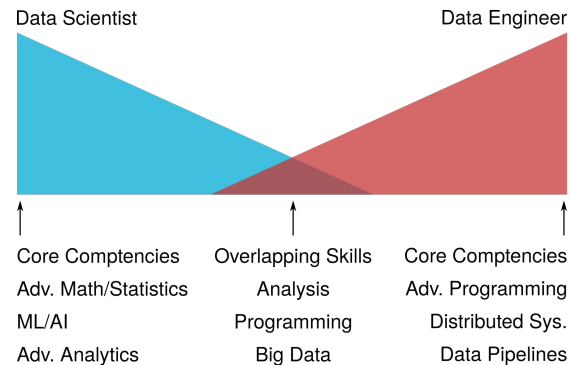 Data Scientist
Data Engineer
Core Comptencies
Adv. Math/Statistics
ML/AI
Adv. Analytics
Overlapping Skills
Analysis
Programming
Big Data
Core Comptencies
Adv. Programming
Distributed Sys.
Data Pipelines